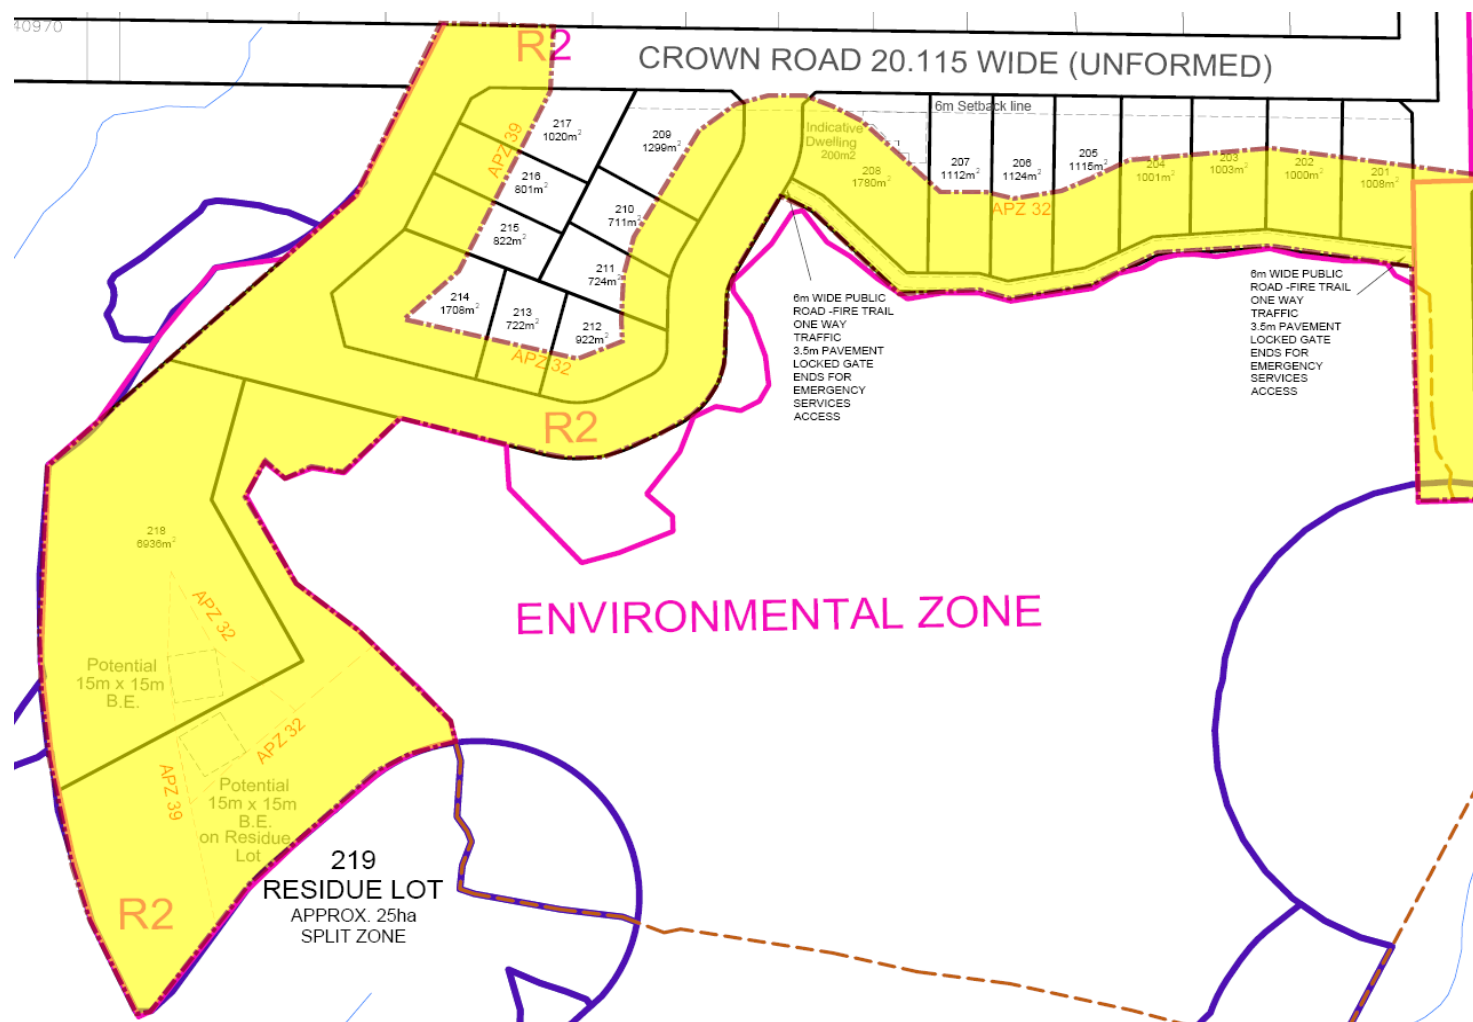 40970
R2
CROWN ROAD 20.115 WIDE (UNFORMED)
6m Setback line
217
1020m²
APZ 39
209
1299m²
Indicative
Dwelling
200m2
208
1780m²
207
1112m²
206
1124m²
205
1115m²
204
1001m²
203
1003m²
202
1000m²
201
1008m²
216
801m²
210
711m²
APZ 32
215
822m²
211
724m²
214
1708m²
213
722m²
212
922m²
APZ 32
R2
6m WIDE PUBLIC
ROAD -FIRE TRAIL
ONE WAY
TRAFFIC
3.5m PAVEMENT
LOCKED GATE
ENDS FOR
EMERGENCY
SERVICES
ACCESS
6m WIDE PUBLIC
ROAD -FIRE TRAIL
ONE WAY
TRAFFIC
3.5m PAVEMENT
LOCKED GATE
ENDS FOR
EMERGENCY
SERVICES
ACCESS
218
6936m²
APZ 32
ENVIRONMENTAL ZONE
Potential
15m x 15m
B.E.
APZ 32
APZ 39
Potential
15m x 15m
B.E.
on Residue
Lot
R2
219
RESIDUE LOT
APPROX. 25ha
SPLIT ZONE